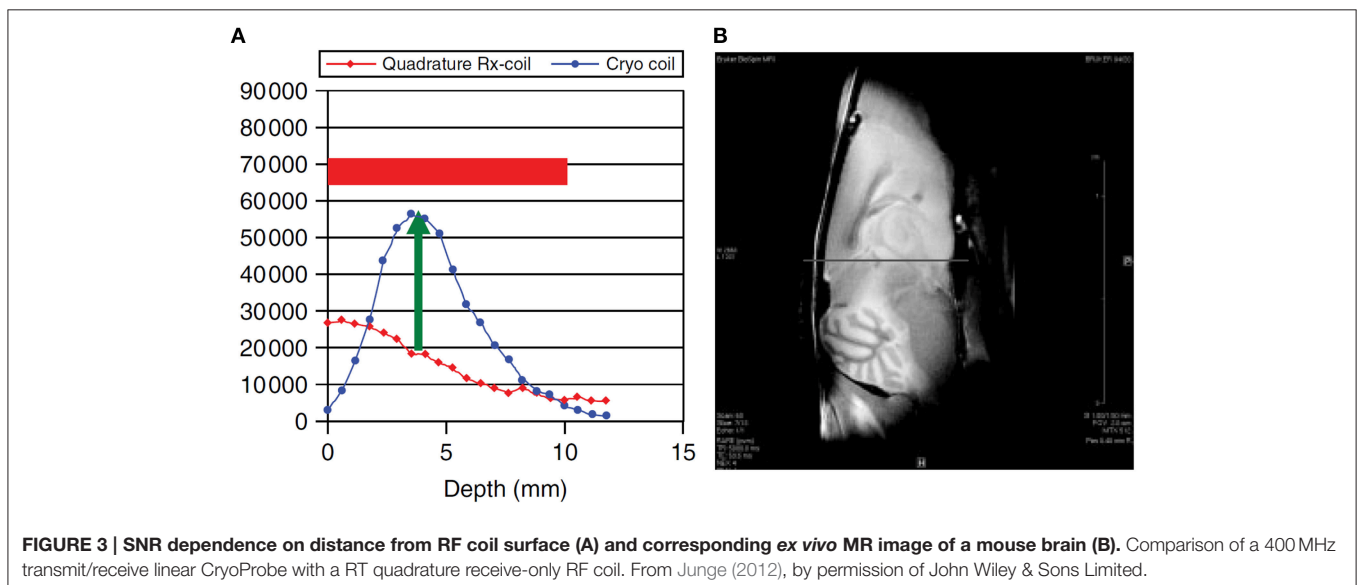 A
B
Quadrature Rx-coil
Cryo coil
90 000
80 000
70 000
60 000
50 000
40 000
30 000
20 000
10 000
0
0
5
10
15
Depth (mm)
Bruker BioSpin MRI
FIGURE 3 | SNR dependence on distance from RF coil surface (A) and corresponding ex vivo MR image of a mouse brain (B). Comparison of a 400 MHz
transmit/receive linear CryoProbe with a RT quadrature receive-only RF coil. From Junge (2012), by permission of John Wiley & Sons Limited.